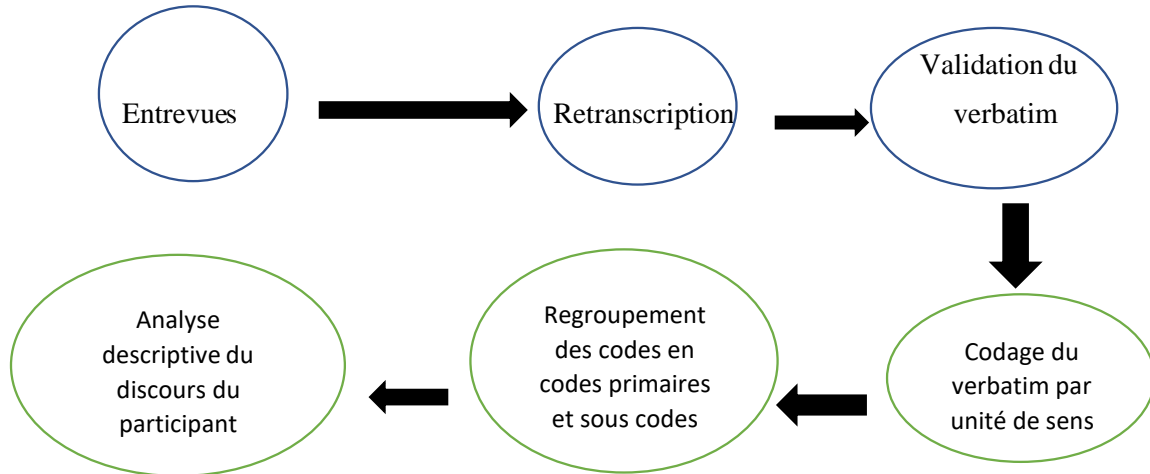 Entrevues
Retranscription
Validation du
verbatim
Codage du
verbatim par
unité de sens
Regroupement
des codes en
codes primaires
et sous codes
Analyse
descriptive du
discours du
participant